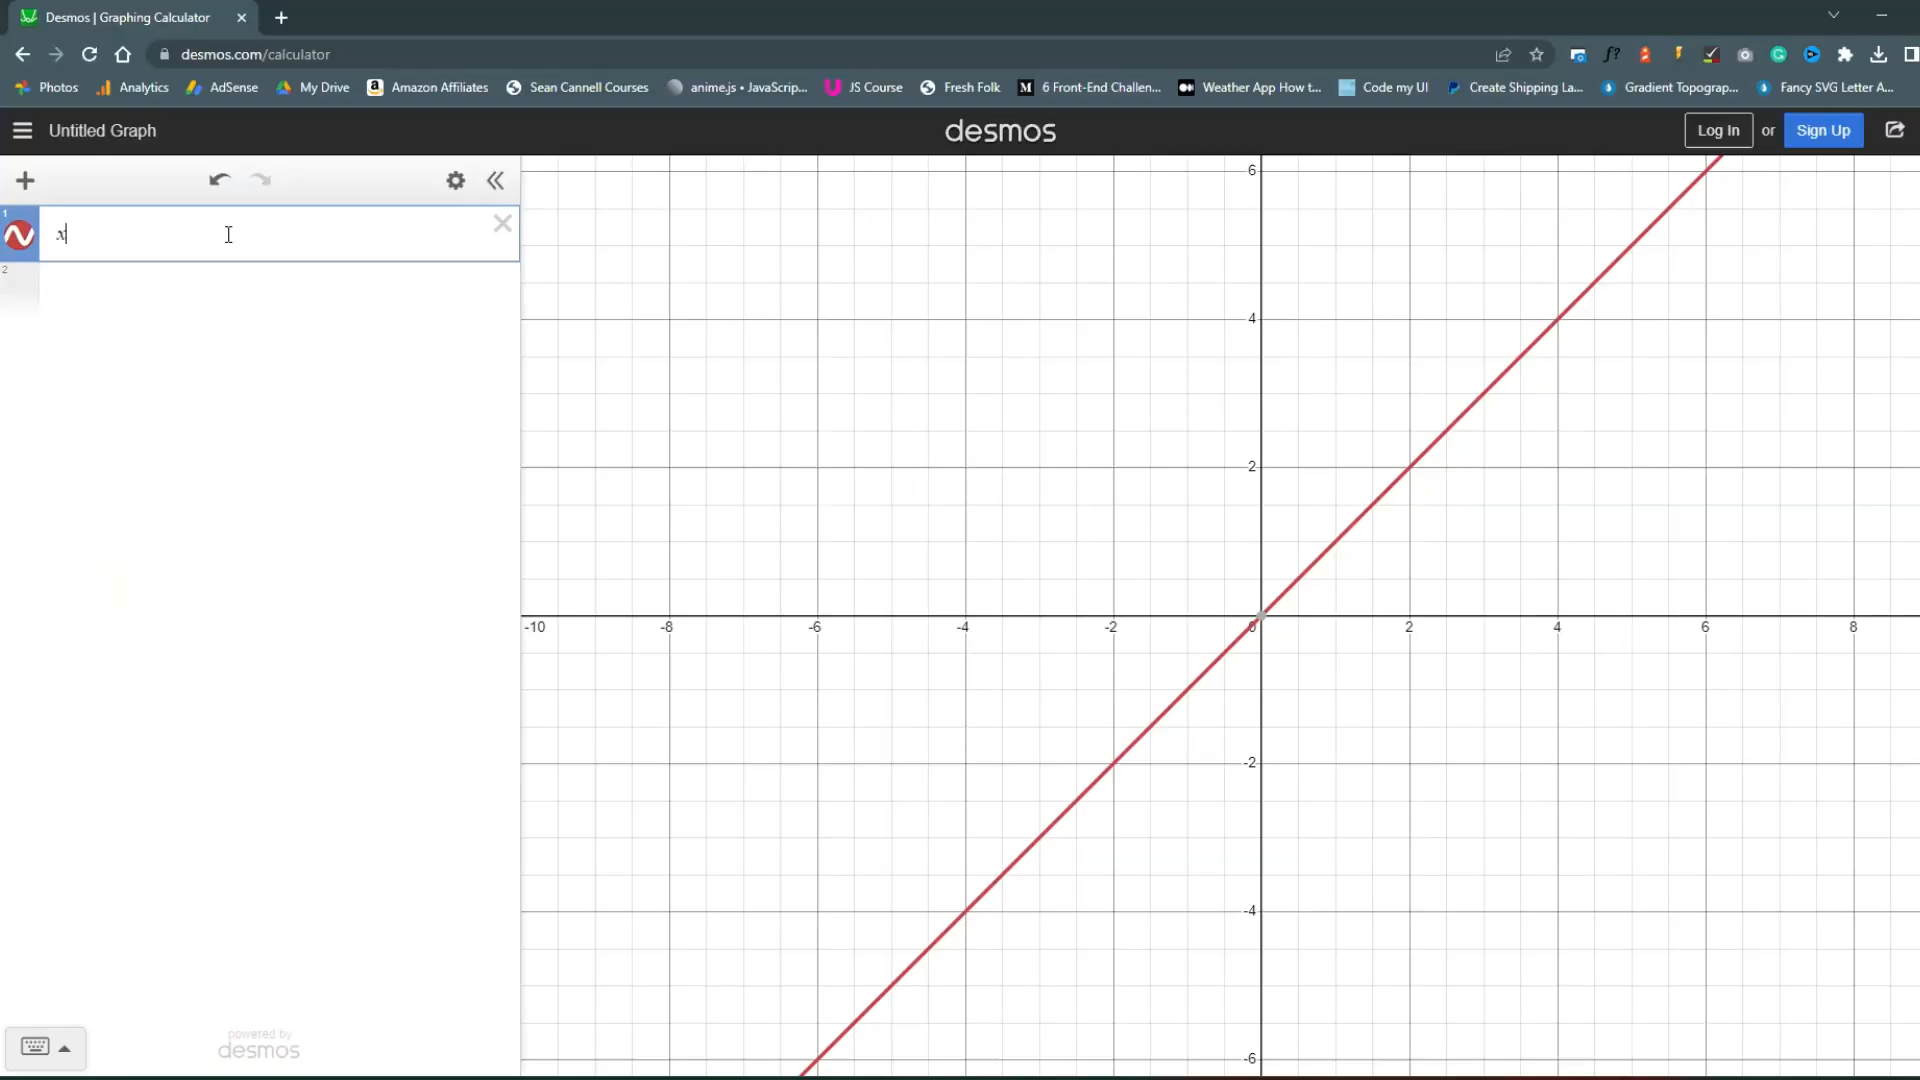 Desmos | Graphing Calculator
desmos.com/calculator
f?
Photos Analytics AdSense My Drive Amazon Affiliates Sean Cannell Courses anime.js • JavaScrip... JS Course Fresh Folk M 6 Front-End Challen... Weather App How t... Code my UI Create Shipping La... Gradient Topograp... Fancy SVG Letter A...
Untitled Graph desmos Log In or Sign Up
1
x
2
6
4
2
-10 -8 -6 -4 -2 0 2 4 6 8
-2
-4
-6
powered by
desmos